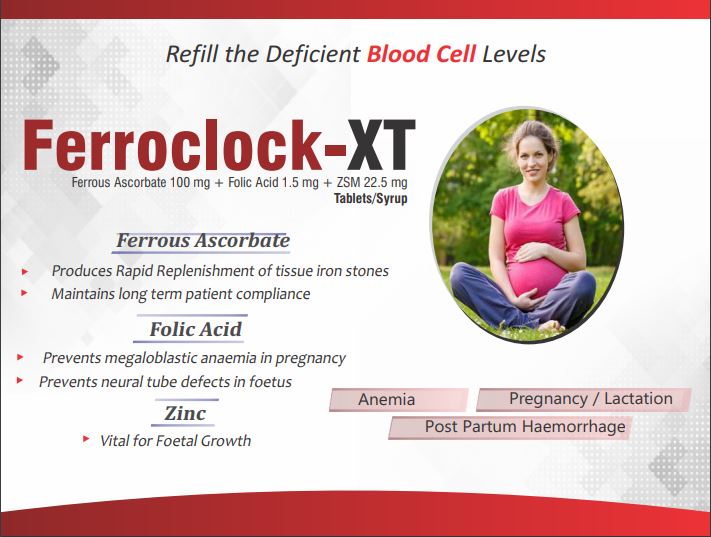 Refill the Deficient Blood Cell Levels
Ferroclock-XT
Ferrous Ascorbate 100 mg + Folic Acid 1.5 mg + ZSM 22.5 mg
Tablets/Syrup
Ferrous Ascorbate
Produces Rapid Replenishment of tissue iron stones
Maintains long term patient compliance
Folic Acid
Prevents megaloblastic anaemia in pregnancy
Prevents neural tube defects in foetus
Zinc
Vital for Foetal Growth
Anemia
Pregnancy / Lactation
Post Partum Haemorrhage